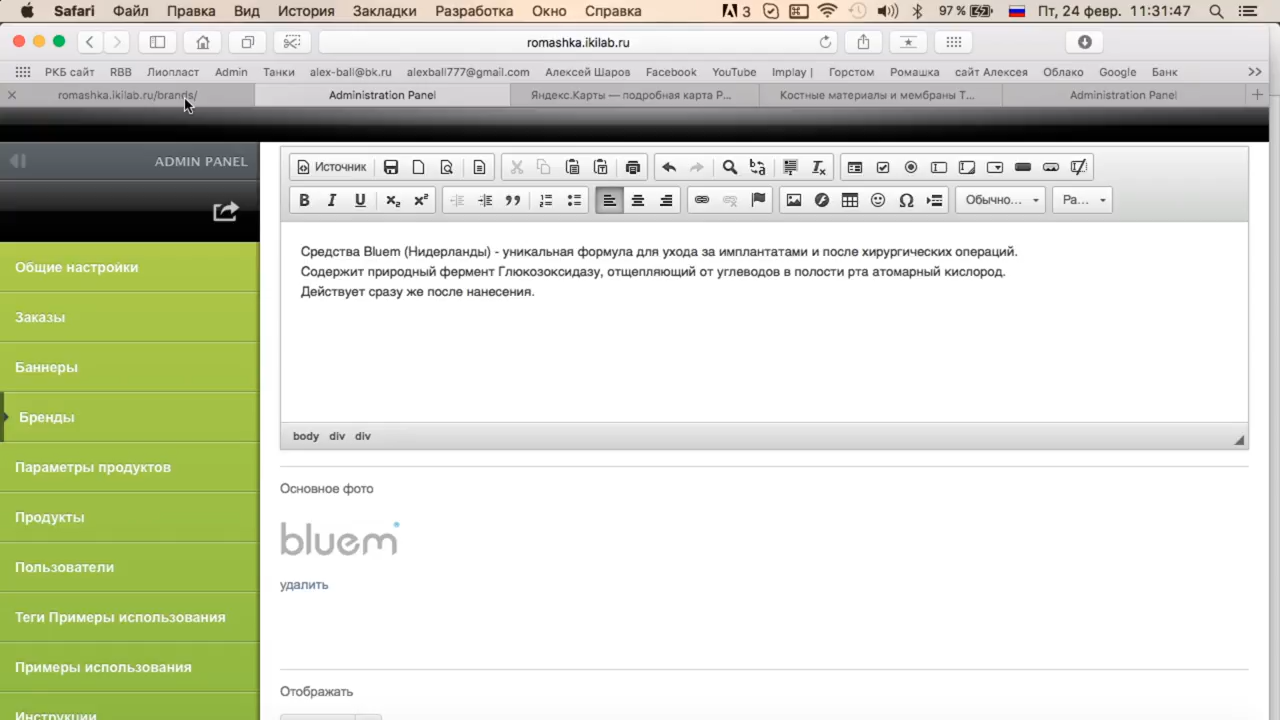 Safari Файл Правка Вид История Закладки Разработка Окно Справка 3 97 % Пт, 24 февр. 11:31:47
romashka.ikilab.ru
РКБ сайт RBB Лиопласт Admin Танки alex-ball@bk.ru alexball777@gmail.com Алексей Шаров Facebook YouTube Implay | Горстом Ромашка сайт Алексея Облако Google Банк >>
romashka.ikilab.ru/brands/ Administration Panel Яндекс.Карты — подробная карта Р... Костные материалы и мембраны Т... Administration Panel
ADMIN PANEL
Источник
B I U x₂ x² Обычно... Ра...
Общие настройки
Заказы
Баннеры
Бренды
Параметры продуктов
Продукты
Пользователи
Теги Примеры использования
Примеры использования
Инструкции
Средства Bluem (Нидерланды) - уникальная формула для ухода за имплантатами и после хирургических операций.
Содержит природный фермент Глюкозоксидазу, отщепляющий от углеводов в полости рта атомарный кислород.
Действует сразу же после нанесения.
body div div
Основное фото
bluem
удалить
Отображать